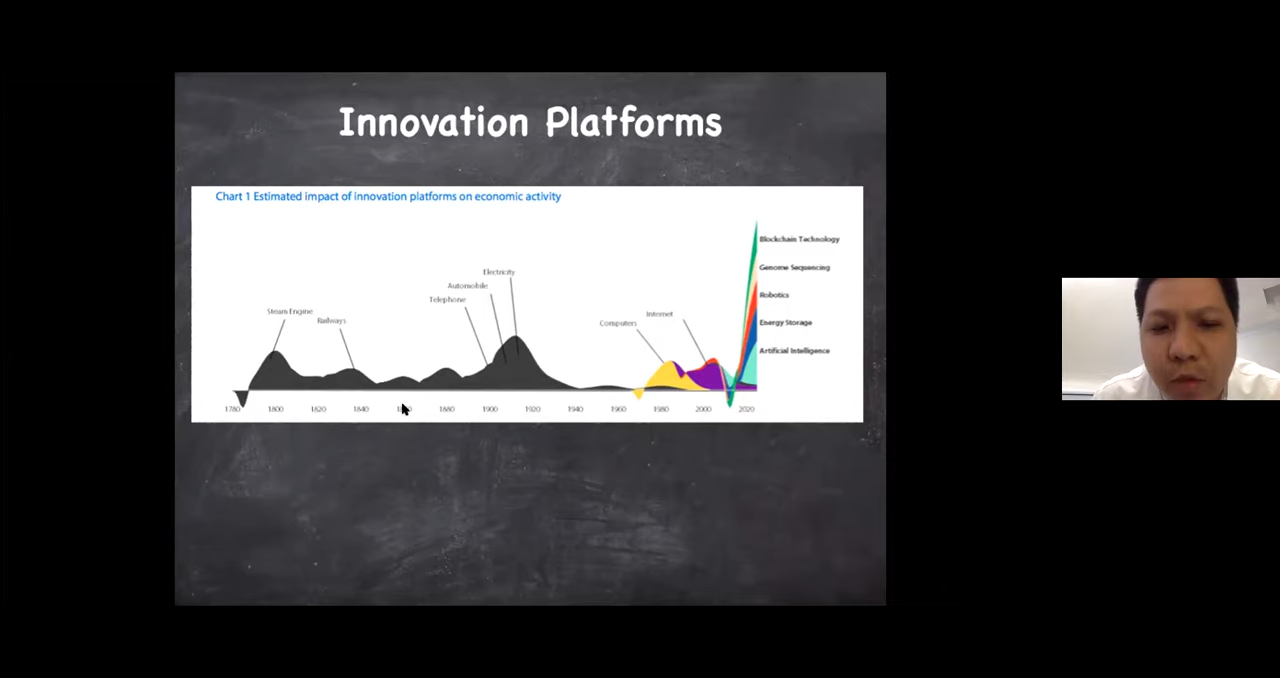 Innovation Platforms
Chart 1 Estimated impact of innovation platforms on economic activity
Blockchain Technology
Genome Sequencing
Robotics
Energy Storage
Artificial Intelligence
Electricity
Automobile
Telephone
Steam Engine
Railways
Computers
Internet
1780 1800 1820 1840 1880 1900 1920 1940 1960 1980 2000 2020